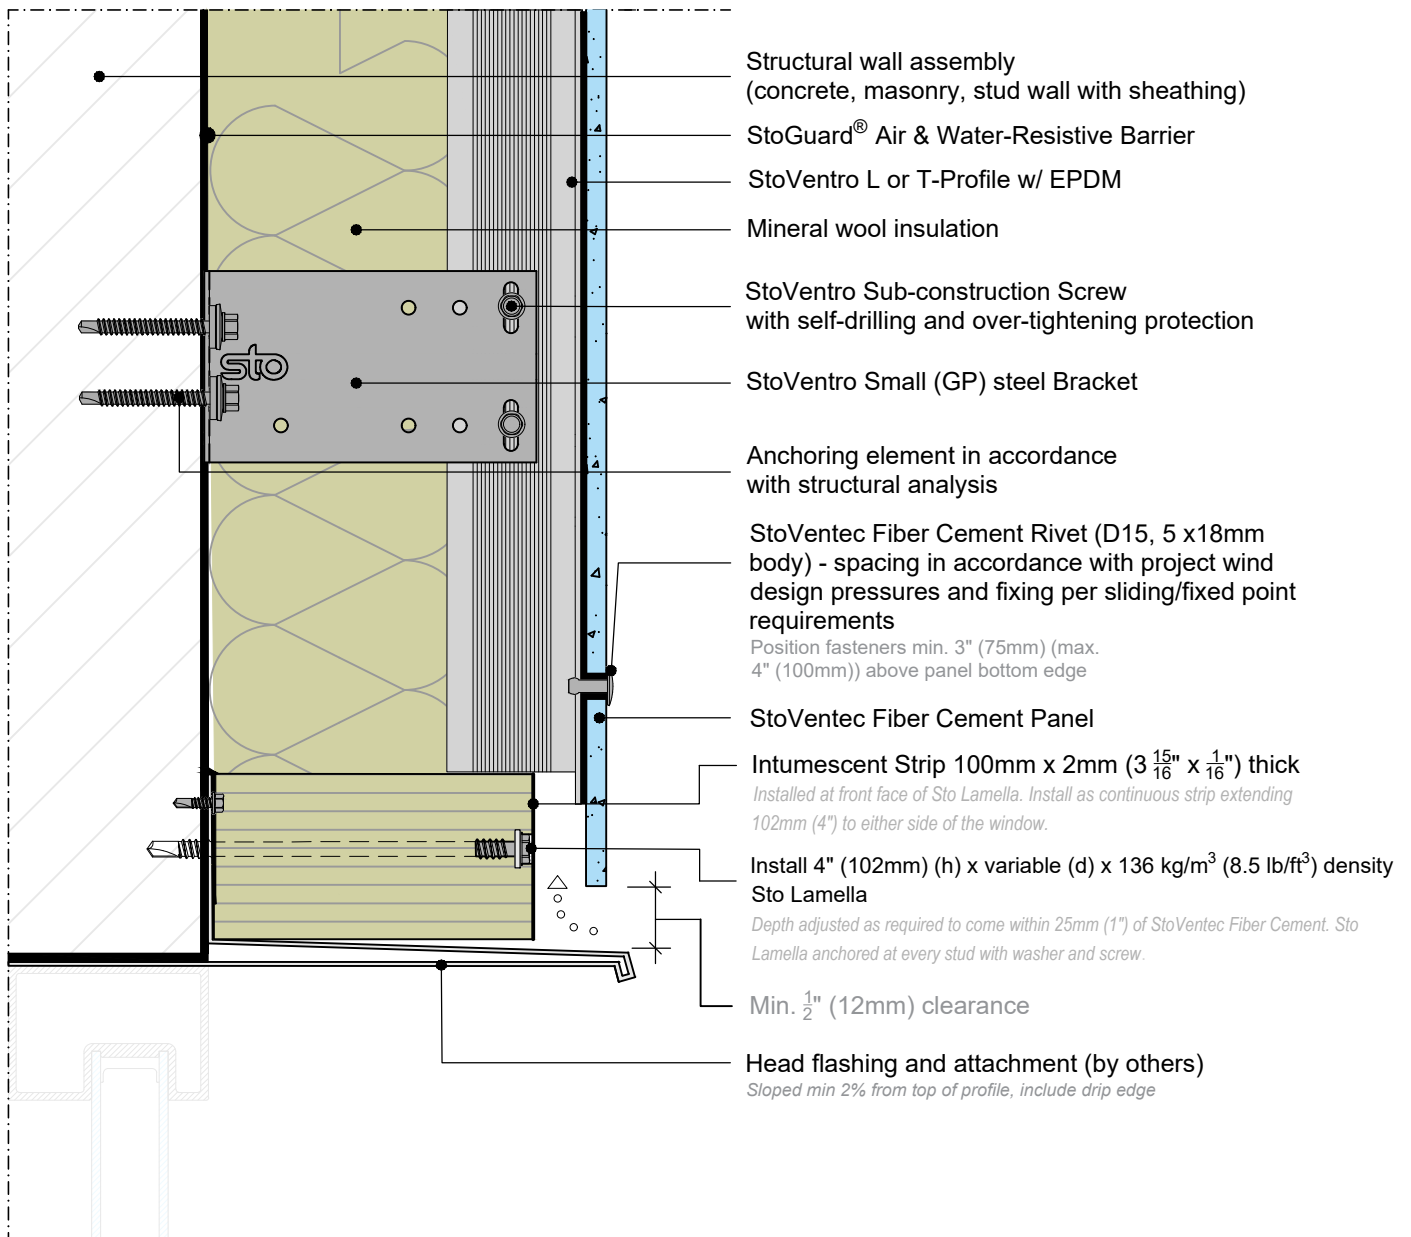 Structural wall assembly
(concrete, masonry, stud wall with sheathing)
StoGuard® Air & Water-Resistive Barrier
StoVentro L or T-Profile w/ EPDM
Mineral wool insulation
StoVentro Sub-construction Screw
with self-drilling and over-tightening protection
sto
StoVentro Small (GP) steel Bracket
Anchoring element in accordance
with structural analysis
StoVentec Fiber Cement Rivet (D15, 5 x18mm
body) - spacing in accordance with project wind
design pressures and fixing per sliding/fixed point
requirements
Position fasteners min. 3" (75mm) (max.
4" (100mm)) above panel bottom edge
StoVentec Fiber Cement Panel
Intumescent Strip 100mm x 2mm (3 15/16" x 1/16") thick
Installed at front face of Sto Lamella. Install as continuous strip extending
102mm (4") to either side of the window.
Install 4" (102mm) (h) x variable (d) x 136 kg/m³ (8.5 lb/ft³) density
Sto Lamella
Depth adjusted as required to come within 25mm (1") of StoVentec Fiber Cement. Sto
Lamella anchored at every stud with washer and screw.
Min. 1/2" (12mm) clearance
Head flashing and attachment (by others)
Sloped min 2% from top of profile, include drip edge